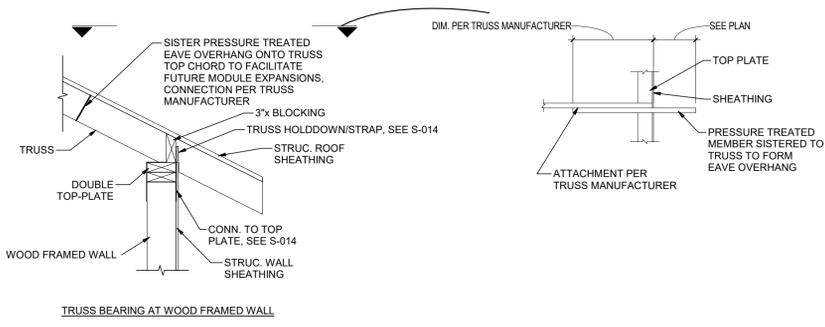 SISTER PRESSURE TREATED
EAVE OVERHANG ONTO TRUSS
TOP CHORD TO FACILITATE
FUTURE MODULE EXPANSIONS,
CONNECTION PER TRUSS
MANUFACTURER
3"x BLOCKING
TRUSS HOLDDOWN/STRAP, SEE S-014
TRUSS
STRUC. ROOF
SHEATHING
DOUBLE
TOP-PLATE
CONN. TO TOP
PLATE, SEE S-014
WOOD FRAMED WALL
STRUC. WALL
SHEATHING
TRUSS BEARING AT WOOD FRAMED WALL
DIM. PER TRUSS MANUFACTURER
SEE PLAN
TOP PLATE
SHEATHING
PRESSURE TREATED
MEMBER SISTERED TO
TRUSS TO FORM
EAVE OVERHANG
ATTACHMENT PER
TRUSS MANUFACTURER